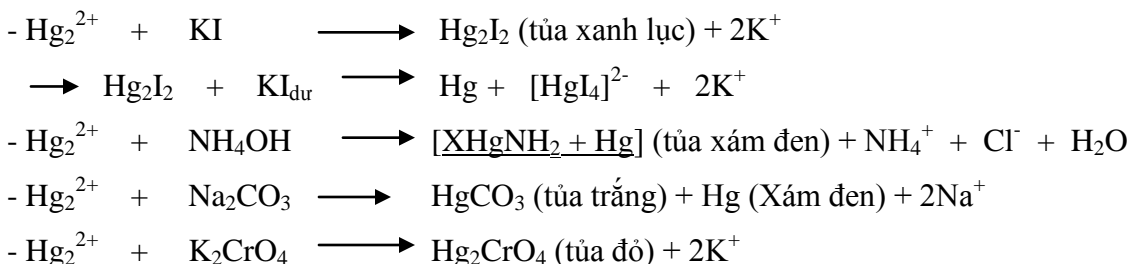 - Hg₂²⁺ + KI ⟶ Hg₂I₂ (tủa xanh lục) + 2K⁺
⟶ Hg₂I₂ + KI_dư ⟶ Hg + [HgI₄]²⁻ + 2K⁺
- Hg₂²⁺ + NH₄OH ⟶ [XHgNH₂ + Hg] (tủa xám đen) + NH₄⁺ + Cl⁻ + H₂O
- Hg₂²⁺ + Na₂CO₃ ⟶ HgCO₃ (tủa trắng) + Hg (Xám đen) + 2Na⁺
- Hg₂²⁺ + K₂CrO₄ ⟶ Hg₂CrO₄ (tủa đỏ) + 2K⁺